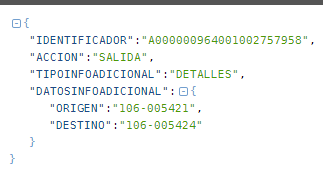 {
"IDENTIFICADOR":"A000000964001002757958",
"ACCION":"SALIDA",
"TIPOINFOADICIONAL":"DETALLES",
"DATOSINFOADICIONAL":{
"ORIGEN":"106-005421",
"DESTINO":"106-005424"
}
}